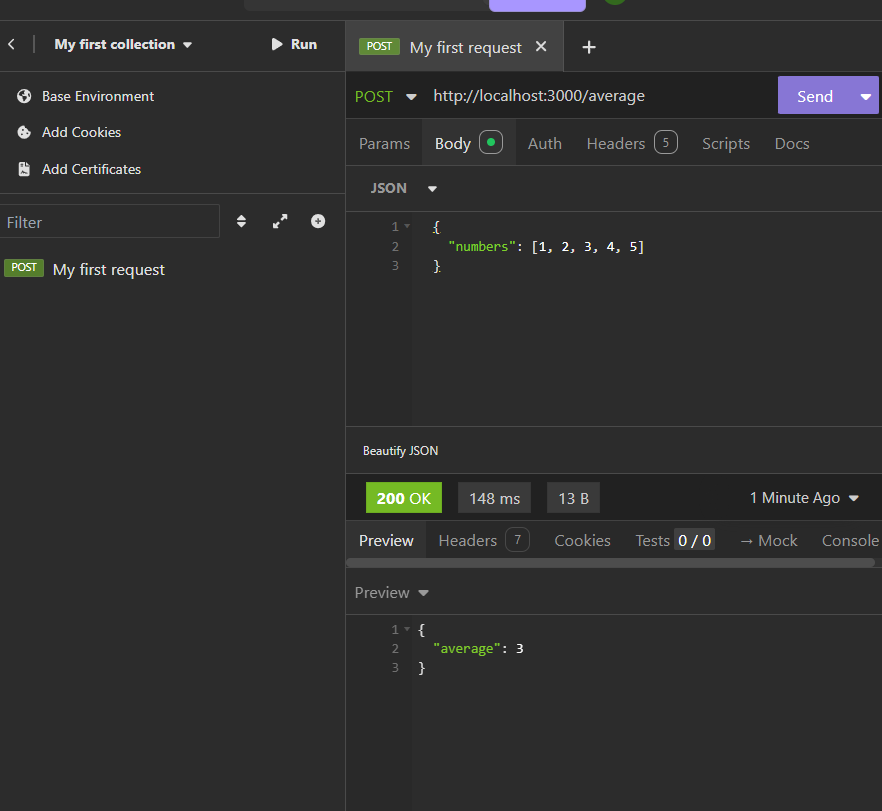 My first collection
Run
Base Environment
Add Cookies
Add Certificates
Filter
POST My first request
POST My first request
POST http://localhost:3000/average Send
Params Body Auth Headers 5 Scripts Docs
JSON
1 {
2 "numbers": [1, 2, 3, 4, 5]
3 }
Beautify JSON
200 OK 148 ms 13 B 1 Minute Ago
Preview Headers 7 Cookies Tests 0 / 0 → Mock Console
Preview
1 {
2 "average": 3
3 }